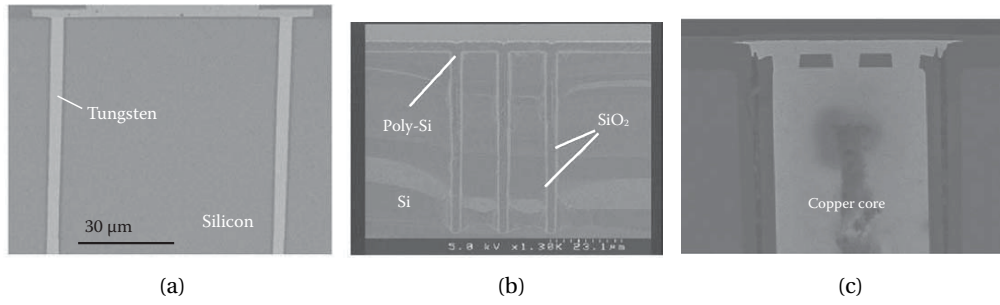 Tungsten
Silicon
30 μm
Poly-Si
SiO₂
Si
5.0 kV x1.30K 23.1μm
Copper core
(a) (b) (c)